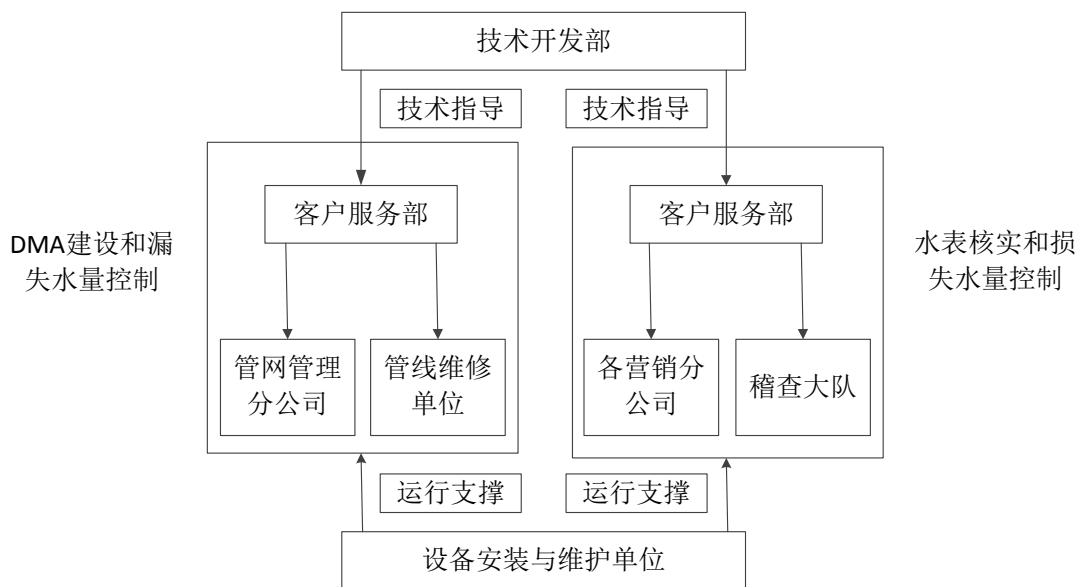 技术开发部
技术指导
技术指导
客户服务部
客户服务部
DMA建设和漏
失水量控制
水表核实和损
失水量控制
管网管理
分公司
管线维修
单位
各营销分
公司
稽查大队
运行支撑
运行支撑
设备安装与维护单位